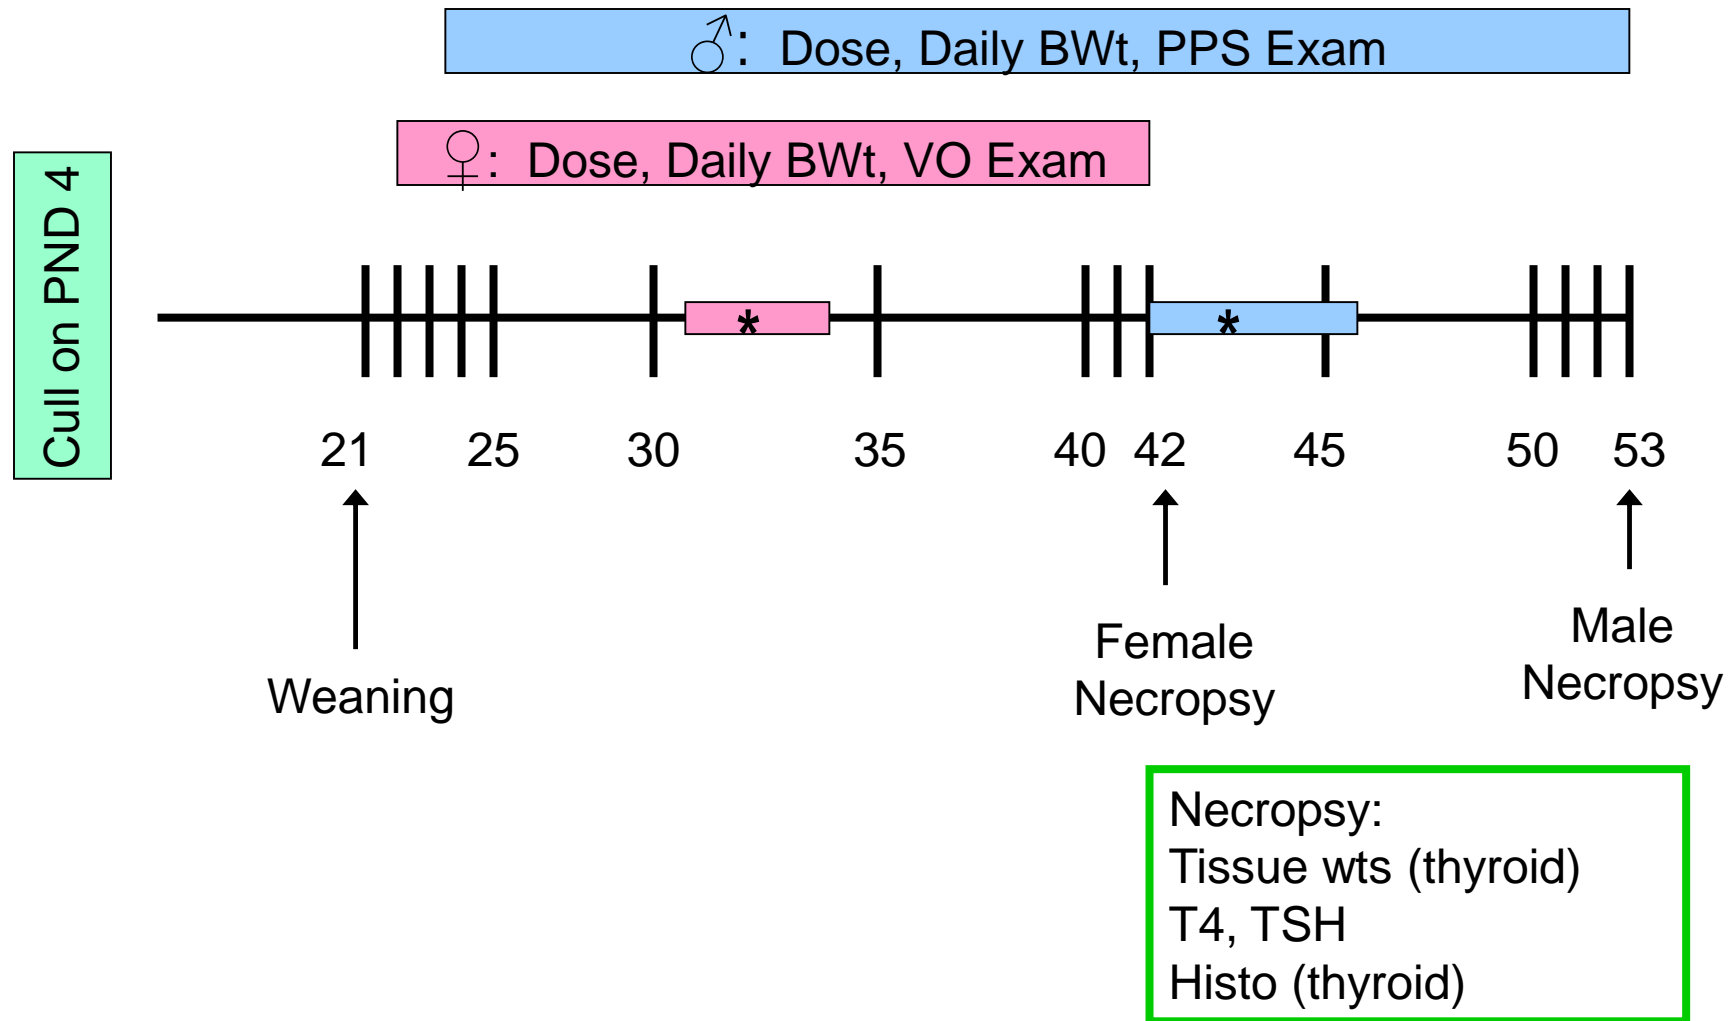 ♂: Dose, Daily BWt, PPS Exam
♀: Dose, Daily BWt, VO Exam
Cull on PND 4
* *
21 25 30 35 40 42 45 50 53
Weaning
Female
Necropsy
Male
Necropsy
Necropsy:
Tissue wts (thyroid)
T4, TSH
Histo (thyroid)